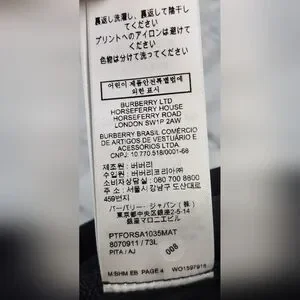 裏返し洗濯し、裏返して陰干し
てください
プリントへのアイロンは避けて
ください
色物は分けて洗ってください
어린이 제품안전특별법에
의한 표시
BURBERRY LTD
HORSEFERRY HOUSE
HORSEFERRY ROAD
LONDON SW1P 2AW
BURBERRY BRASIL COMÉRCIO
DE ARTIGOS DE VESTUÁRIO E
ACESSÓRIOS LTDA.
CNPJ: 10.770.518/0001-68
제조원 : 버버리
수입원 : 버버리코리아(주)
소비자상담실 : 080 700 8800
주소 : 서울시 강남구 도산대로
459번지
バーバリー・ジャパン(株)
東京都中央区銀座2-5-14
銀座マロニエビル
PTFORSA1035MAT
8070911 / 73L
PITA / AJ
008
M/BHM EB PAGE 4 WO1597916